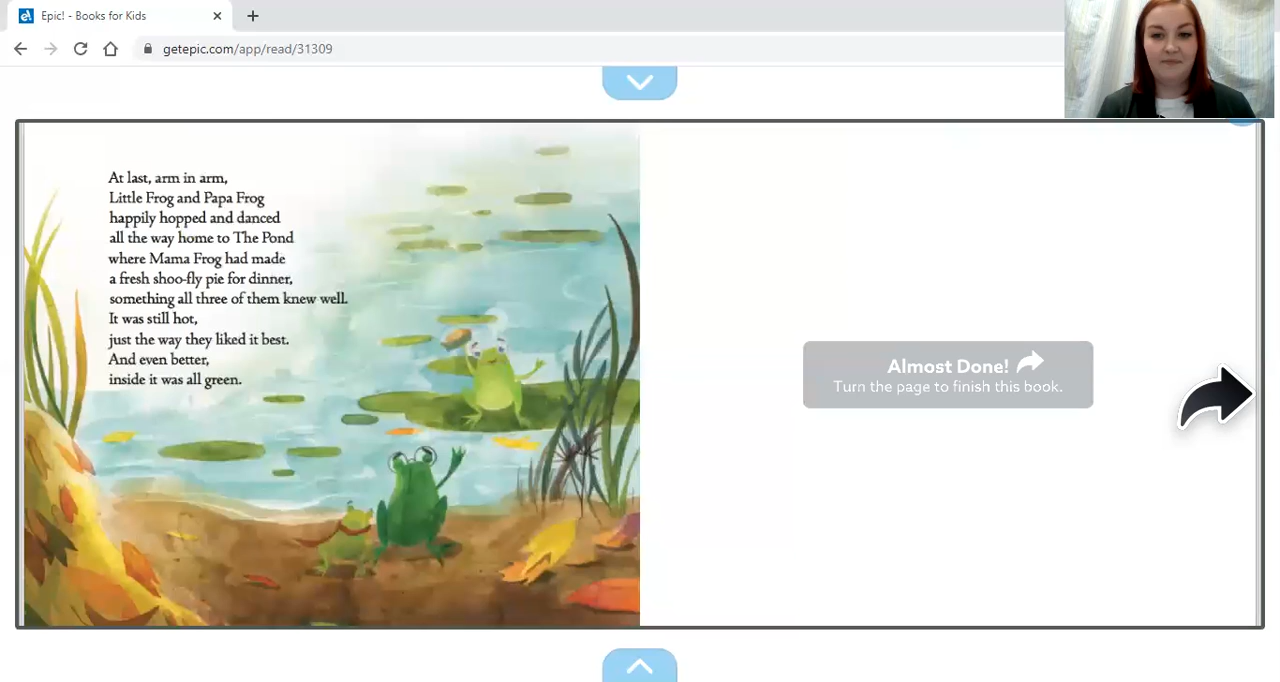 Epic! - Books for Kids
getepic.com/app/read/31309
At last, arm in arm,
Little Frog and Papa Frog
happily hopped and danced
all the way home to The Pond
where Mama Frog had made
a fresh shoo-fly pie for dinner,
something all three of them knew well.
It was still hot,
just the way they liked it best.
And even better,
inside it was all green.
Almost Done!
Turn the page to finish this book.